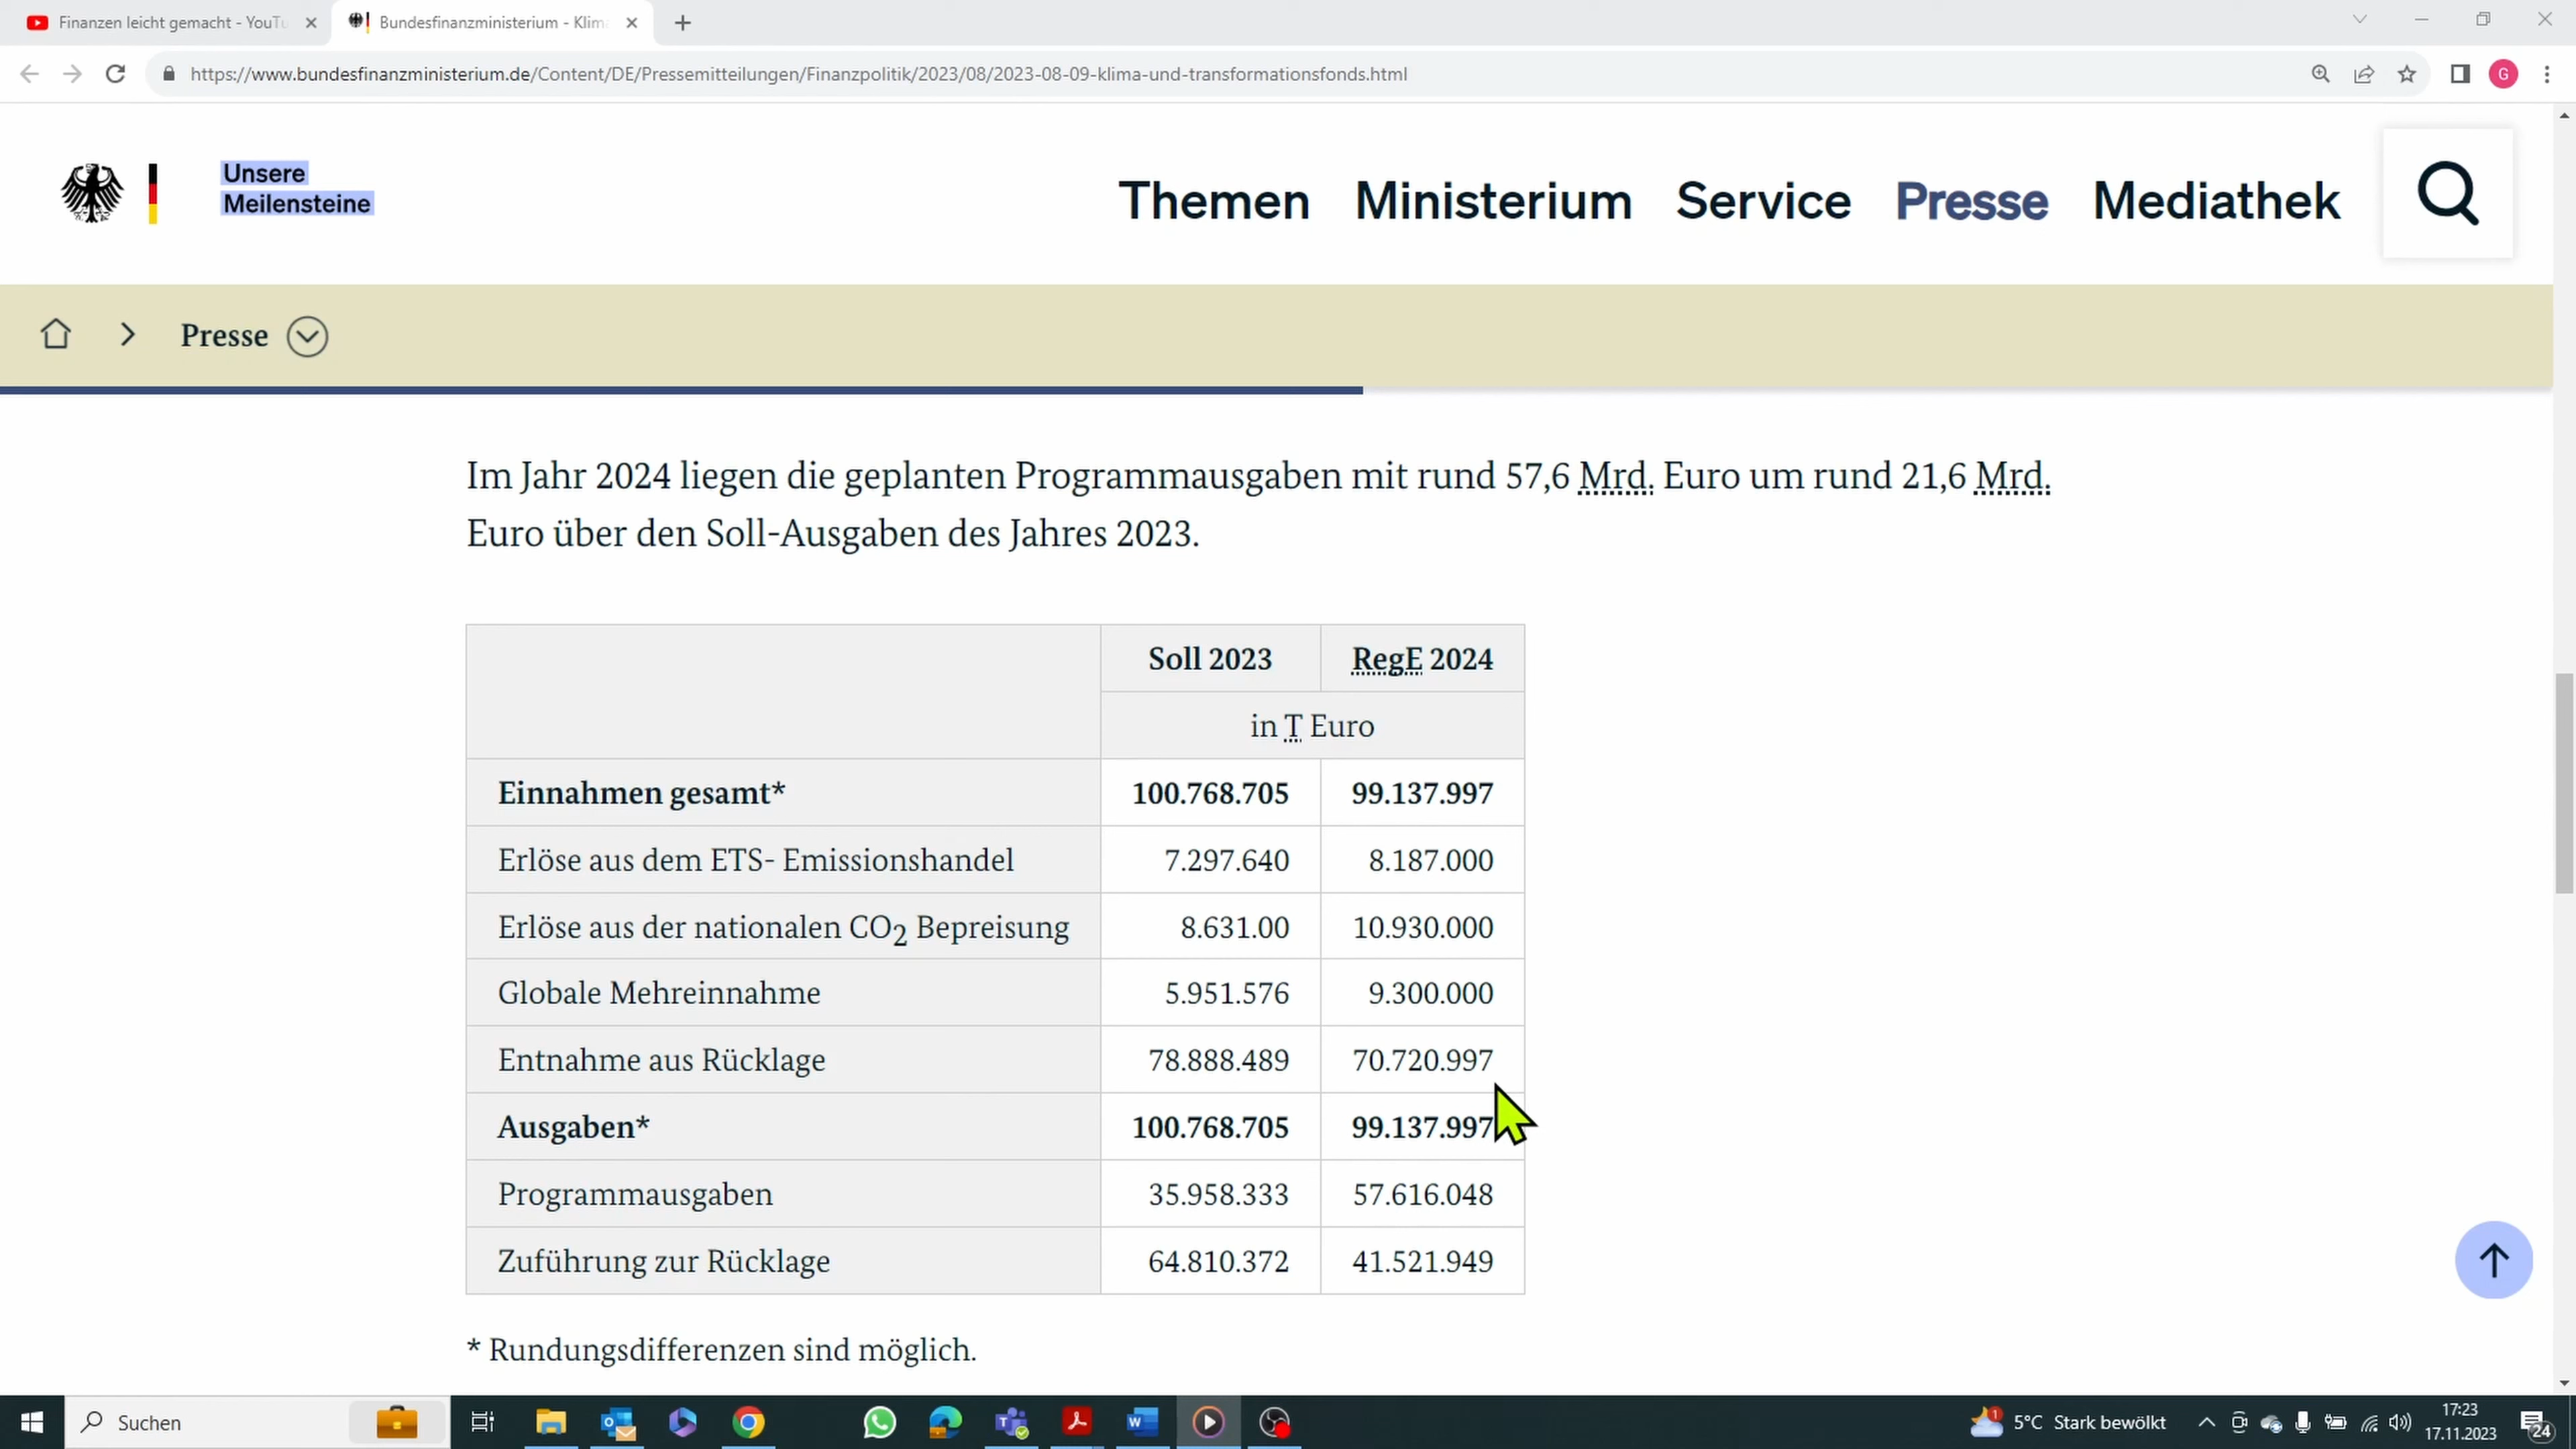 Finanzen leicht gemacht - YouTu
Bundesfinanzministerium - Klim
https://www.bundesfinanzministerium.de/Content/DE/Pressemitteilungen/Finanzpolitik/2023/08/2023-08-09-klima-und-transformationsfonds.html
G
Unsere
Meilensteine
Themen Ministerium Service Presse Mediathek
Presse
Im Jahr 2024 liegen die geplanten Programmausgaben mit rund 57,6 Mrd. Euro um rund 21,6 Mrd.
Euro über den Soll-Ausgaben des Jahres 2023.
Soll 2023 RegE 2024
in T Euro
Einnahmen gesamt* 100.768.705 99.137.997
Erlöse aus dem ETS- Emissionshandel 7.297.640 8.187.000
Erlöse aus der nationalen CO2 Bepreisung 8.631.00 10.930.000
Globale Mehreinnahme 5.951.576 9.300.000
Entnahme aus Rücklage 78.888.489 70.720.997
Ausgaben* 100.768.705 99.137.997
Programmausgaben 35.958.333 57.616.048
Zuführung zur Rücklage 64.810.372 41.521.949
* Rundungsdifferenzen sind möglich.
Suchen
1
5°C Stark bewölkt
17:23
17.11.2023
24